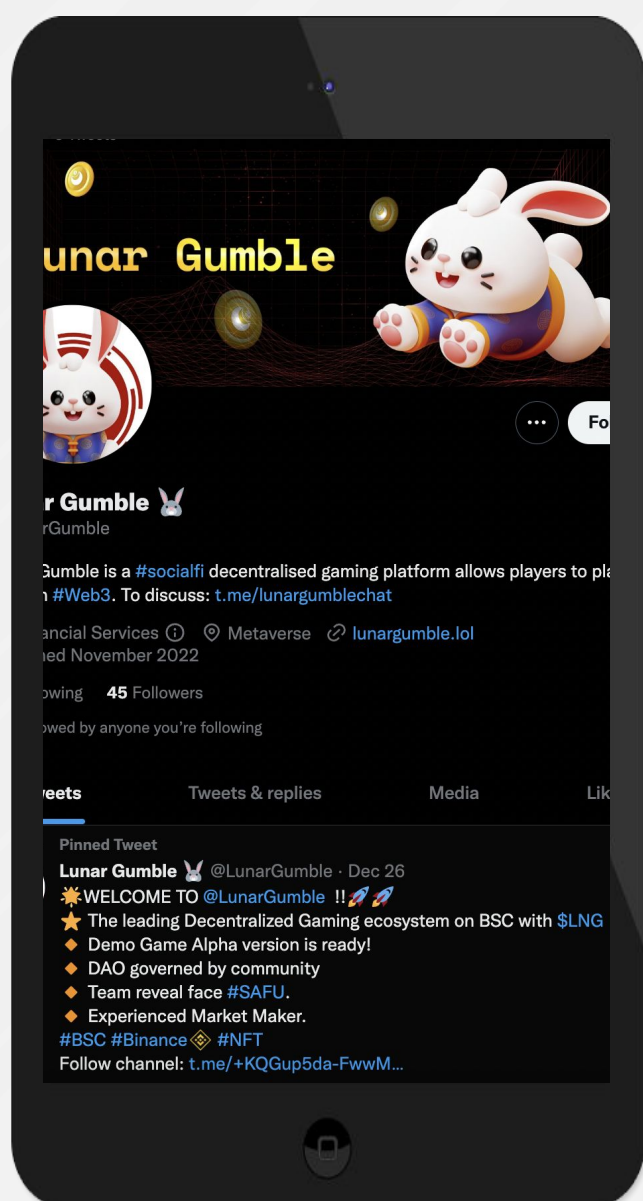 unar Gumble
Fo
r Gumble 🐰
rGumble
Gumble is a #socialfi decentralised gaming platform allows players to pla
n #Web3. To discuss: t.me/lunargumblechat
ancial Services Metaverse lunargumble.lol
ned November 2022
owing 45 Followers
owed by anyone you're following
eets Tweets & replies Media Lik
Pinned Tweet
Lunar Gumble 🐰 @LunarGumble · Dec 26
🌟WELCOME TO @LunarGumble !!🚀🚀
⭐ The leading Decentralized Gaming ecosystem on BSC with $LNG
🔸 Demo Game Alpha version is ready!
🔸 DAO governed by community
🔸 Team reveal face #SAFU.
🔸 Experienced Market Maker.
#BSC #Binance #NFT
Follow channel: t.me/+KQGup5da-FwwM...